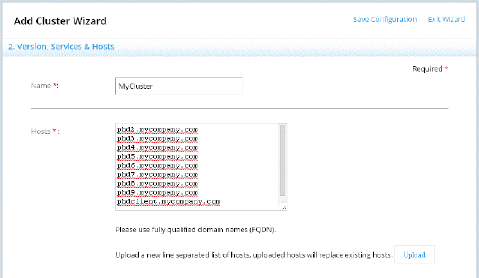 Add Cluster Wizard
Save Configuration Exit Wizard
2. Version, Services & Hosts
Required *
Name *:
MyCluster
Hosts *:
phd2.mycompany.com
phd3.mycompany.com
phd4.mycompany.com
phd5.mycompany.com
phd6.mycompany.com
phd7.mycompany.com
phd8.mycompany.com
phd9.mycompany.com
phdclient.mycompany.com
Please use fully qualified domain names (FQDN).
Upload a new line separated list of hosts, uploaded hosts will replace existing hosts. Upload